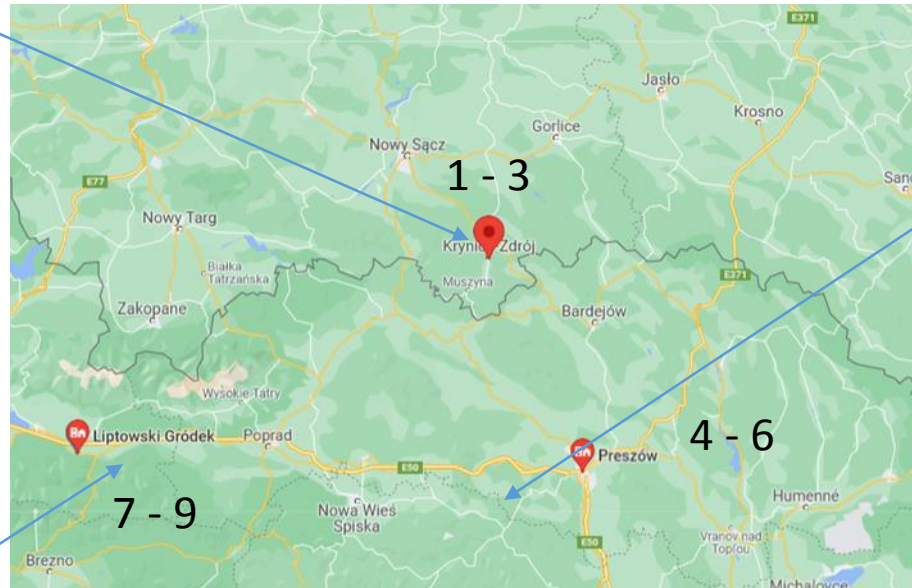 E371
Jasło
Krosno
Gorlice
Nowy Sącz
1 - 3
E77
Nowy Targ
Zdrój
Białka
Tatrzańska
Muszyna
E371
Zakopane
Bardejów
Wysokie Tatry
Liptowski Gródek
Poprad
Preszów
4 - 6
E50
7 - 9
Nowa Wieś
Spiska
Humenné
E50
Vranov nad
Topľou
Brezno
Michalovce